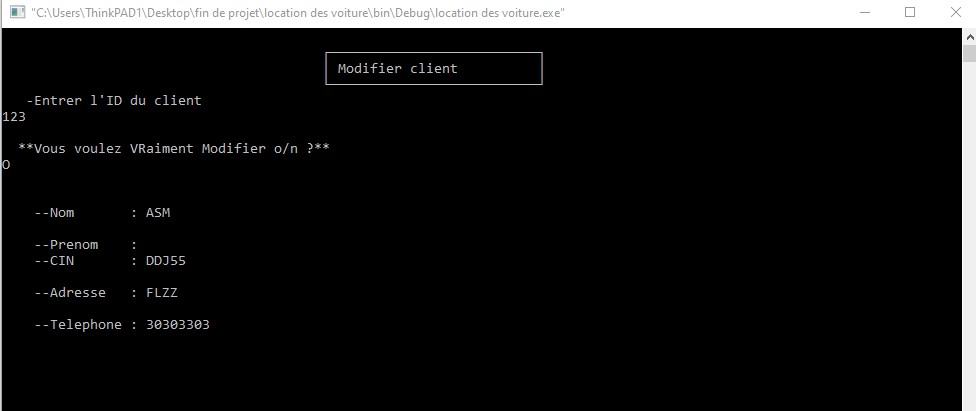 "C:\Users\ThinkPAD1\Desktop\fin de projet\location des voiture\bin\Debug\location des voiture.exe"
Modifier client
-Entrer l'ID du client
123
**Vous voulez VRaiment Modifier o/n ?**
O
--Nom : ASM
--Prenom :
--CIN : DDJ55
--Adresse : FLZZ
--Telephone : 30303303